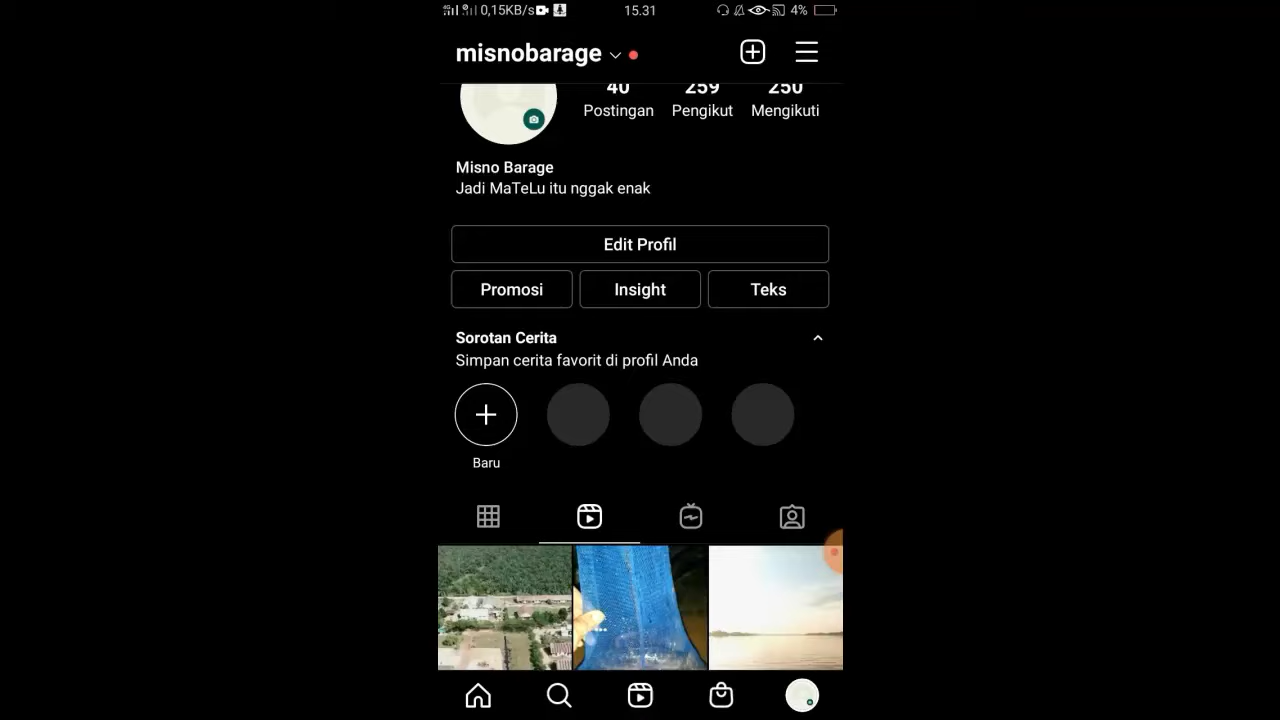 0,15KB/s 15.31 4%
misnobarage
40 259 250
Postingan Pengikut Mengikuti
Misno Barage
Jadi MaTeLu itu nggak enak
Edit Profil
Promosi Insight Teks
Sorotan Cerita
Simpan cerita favorit di profil Anda
Baru